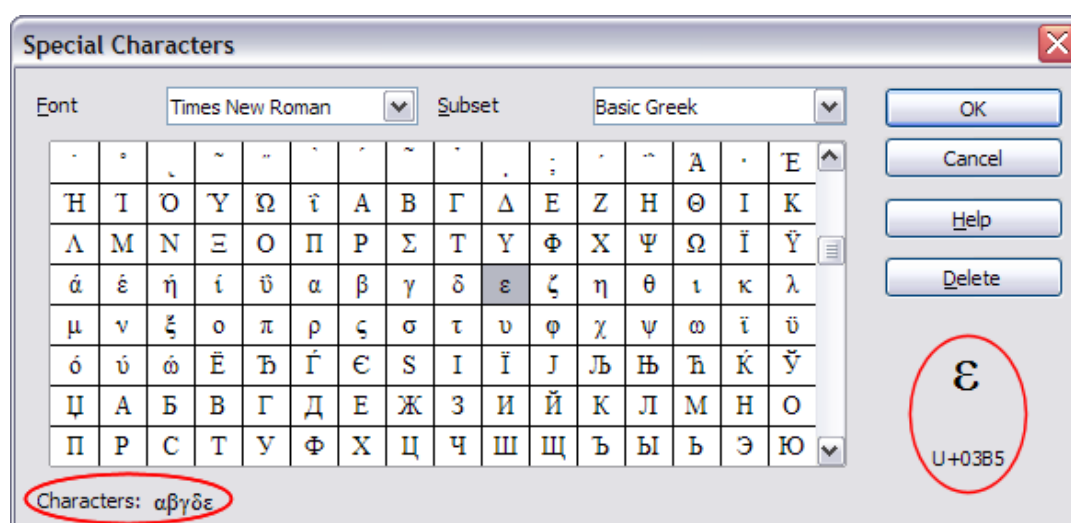 Special Characters
Font Times New Roman Subset Basic Greek OK
Cancel
Help
Delete
΅ ˜ ῀ ; ΄ ΅ Ά · Έ
Ή Ί Ό Ύ Ώ ΐ Α Β Γ Δ Ε Ζ Η Θ Ι Κ
Λ Μ Ν Ξ Ο Π Ρ Σ Τ Υ Φ Χ Ψ Ω Ϊ Ϋ
ά έ ή ί ΰ α β γ δ ε ζ η θ ι κ λ
μ ν ξ ο π ρ ς σ τ υ φ χ ψ ω ϊ ϋ
ό ύ ώ Ё Ђ Ѓ Є Ѕ І Ї Ј Љ Њ Ћ Ќ Ў
Џ А Б В Г Д Е Ж З И Й К Л М Н О
П Р С Т У Ф Х Ц Ч Ш Щ Ъ Ы Ь Э Ю
ε
U+03B5
Characters: αβγδε